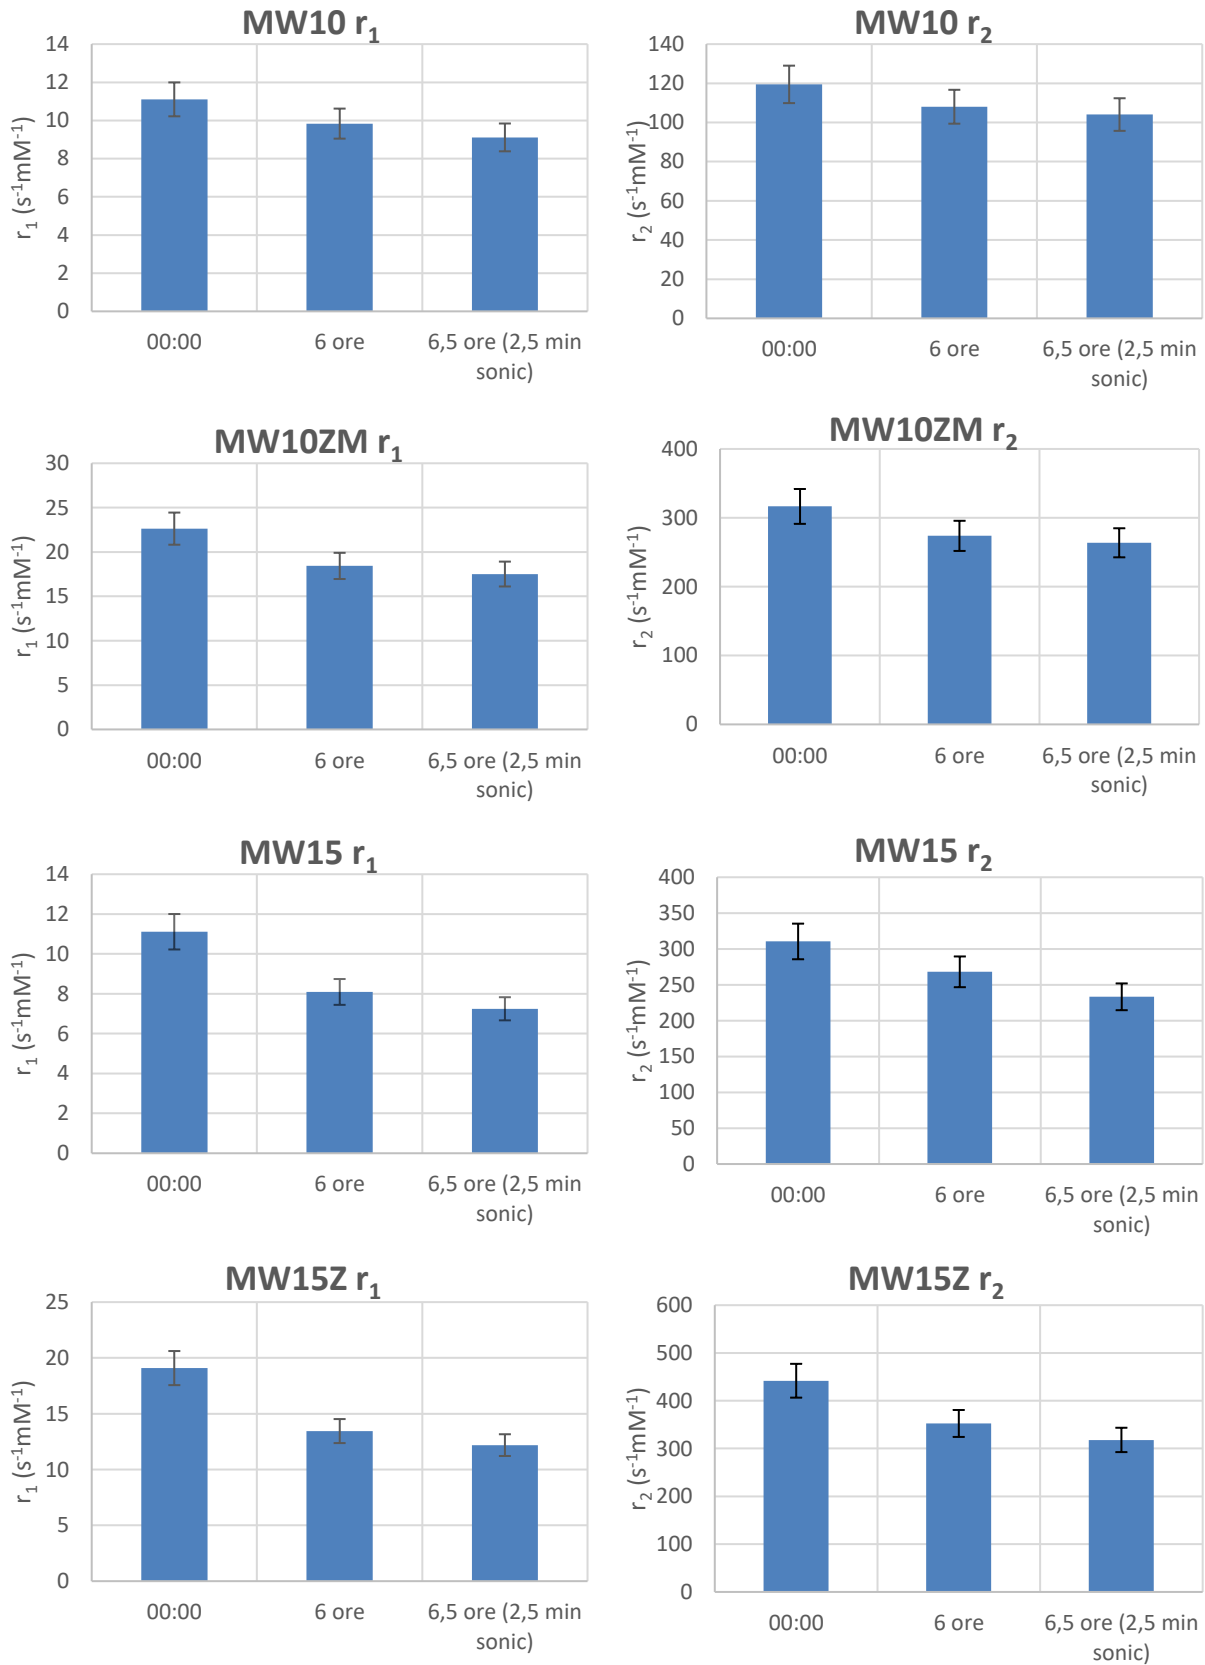 MW10 r₁
14
12
10
8
6
4
2
0
r₁ (s⁻¹mM⁻¹)
00:00
6 ore
6,5 ore (2,5 min
sonic)
MW10 r₂
140
120
100
80
60
40
20
0
r₂ (s⁻¹mM⁻¹)
00:00
6 ore
6,5 ore (2,5 min
sonic)
MW10ZM r₁
30
25
20
15
10
5
0
r₁ (s⁻¹mM⁻¹)
00:00
6 ore
6,5 ore (2,5 min
sonic)
MW10ZM r₂
400
300
200
100
0
r₂ (s⁻¹mM⁻¹)
00:00
6 ore
6,5 ore (2,5 min
sonic)
MW15 r₁
14
12
10
8
6
4
2
0
r₁ (s⁻¹mM⁻¹)
00:00
6 ore
6,5 ore (2,5 min
sonic)
MW15 r₂
400
350
300
250
200
150
100
50
0
r₂ (s⁻¹mM⁻¹)
00:00
6 ore
6,5 ore (2,5 min
sonic)
MW15Z r₁
25
20
15
10
5
0
r₁ (s⁻¹mM⁻¹)
00:00
6 ore
6,5 ore (2,5 min
sonic)
MW15Z r₂
600
500
400
300
200
100
0
r₂ (s⁻¹mM⁻¹)
00:00
6 ore
6,5 ore (2,5 min
sonic)